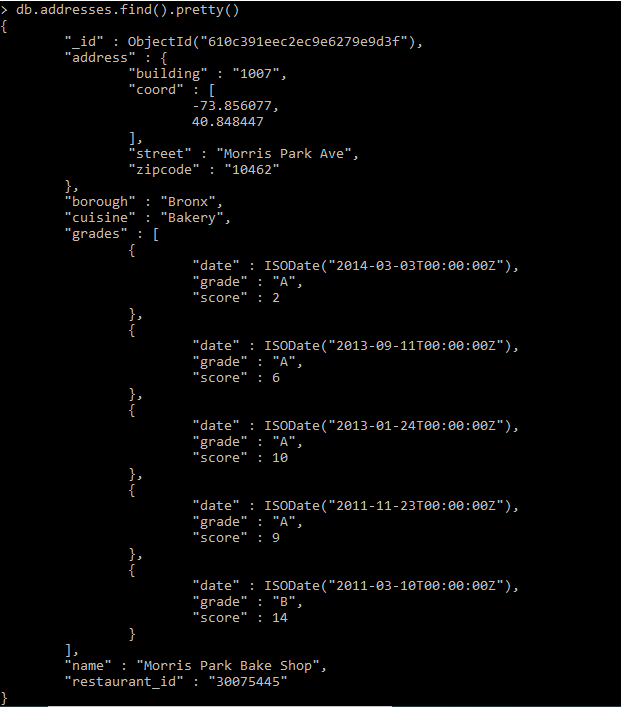 > db.addresses.find().pretty()
{
        "_id" : ObjectId("610c391eec2ec9e6279e9d3f"),
        "address" : {
                "building" : "1007",
                "coord" : [
                        -73.856077,
                        40.848447
                ],
                "street" : "Morris Park Ave",
                "zipcode" : "10462"
        },
        "borough" : "Bronx",
        "cuisine" : "Bakery",
        "grades" : [
                {
                        "date" : ISODate("2014-03-03T00:00:00Z"),
                        "grade" : "A",
                        "score" : 2
                },
                {
                        "date" : ISODate("2013-09-11T00:00:00Z"),
                        "grade" : "A",
                        "score" : 6
                },
                {
                        "date" : ISODate("2013-01-24T00:00:00Z"),
                        "grade" : "A",
                        "score" : 10
                },
                {
                        "date" : ISODate("2011-11-23T00:00:00Z"),
                        "grade" : "A",
                        "score" : 9
                },
                {
                        "date" : ISODate("2011-03-10T00:00:00Z"),
                        "grade" : "B",
                        "score" : 14
                }
        ],
        "name" : "Morris Park Bake Shop",
        "restaurant_id" : "30075445"
}